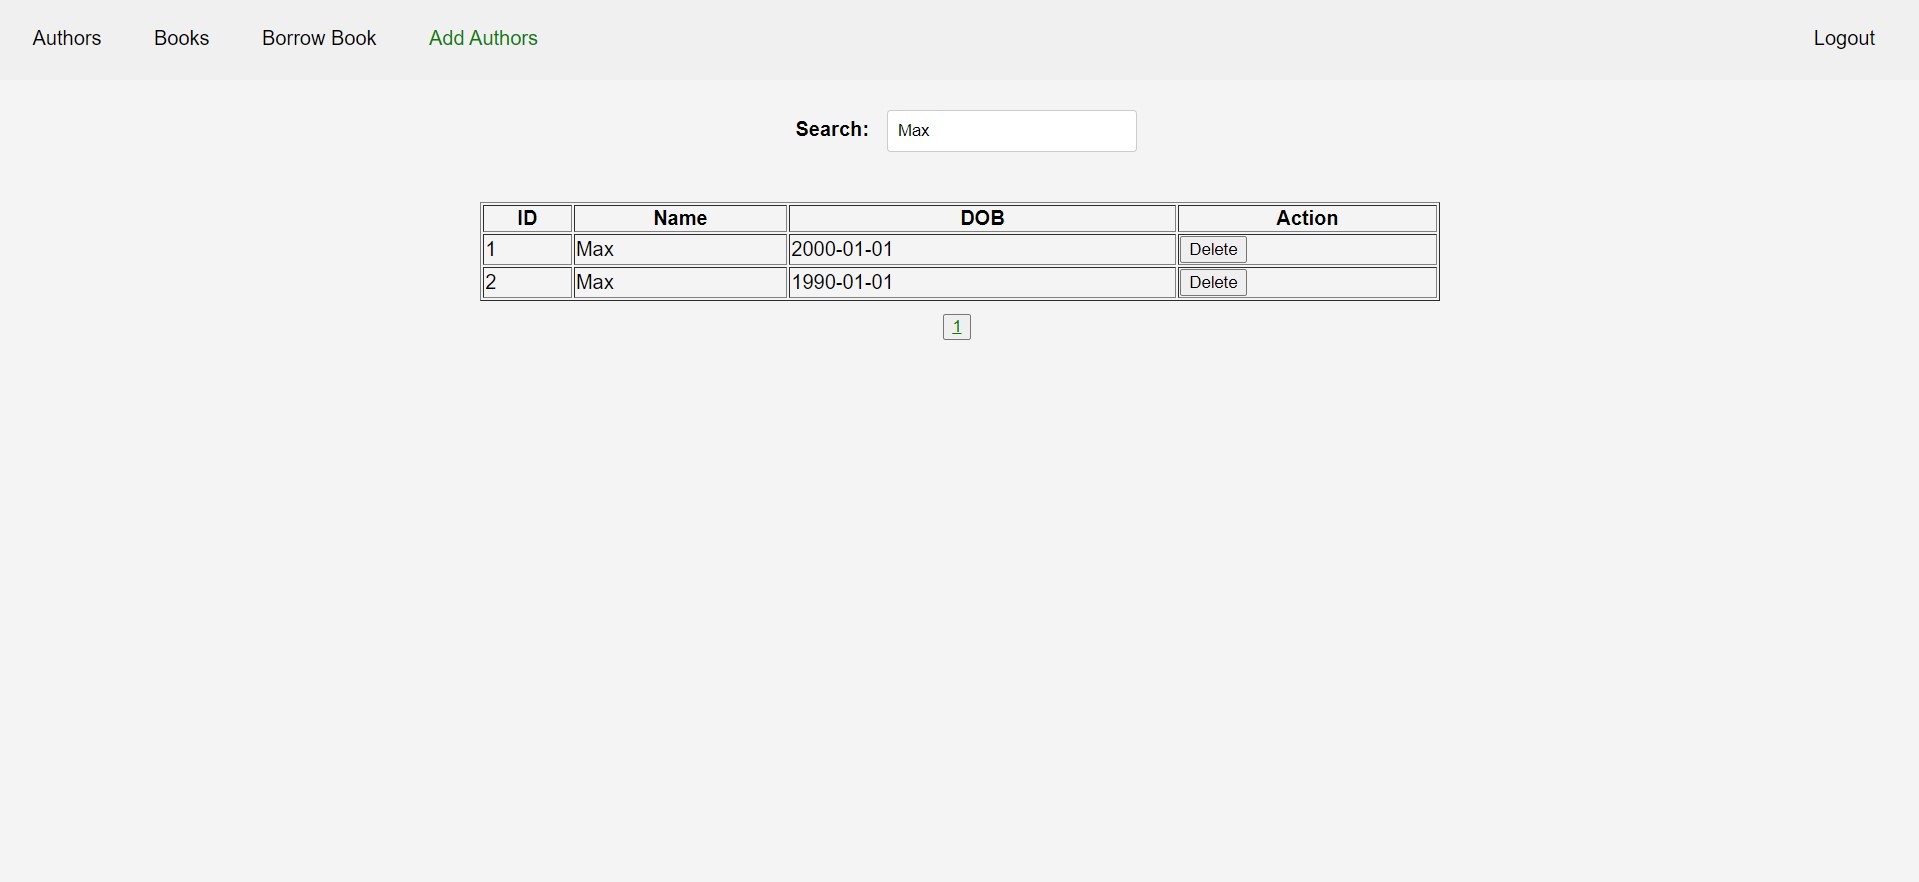 Authors Books Borrow Book Add Authors Logout
Search: Max
ID Name DOB Action
1 Max 2000-01-01 Delete
2 Max 1990-01-01 Delete
1